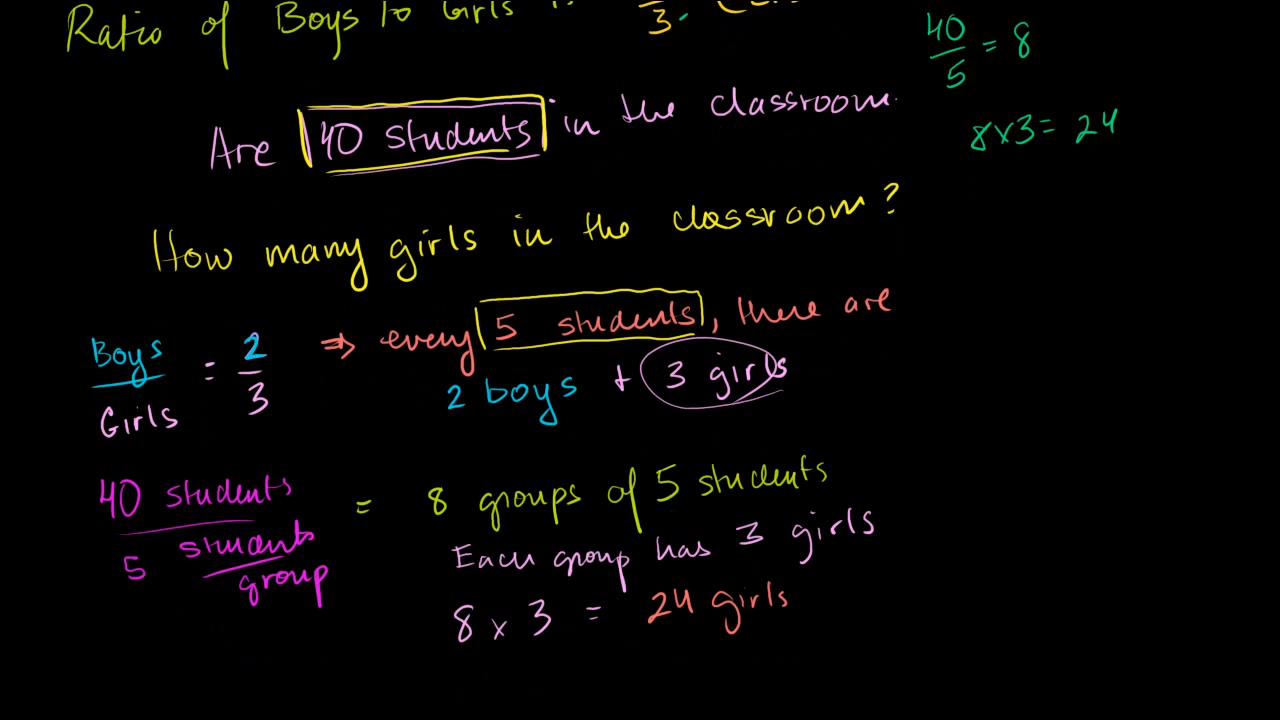 Ratio of Boys to Girls
3.
40/5 = 8
Are 40 students in the classroom.
8x3= 24
How many girls in the classroom?
Boys/Girls = 2/3 ⇒ every 5 students, there are
2 boys + 3 girls
40 students / 5 students/group = 8 groups of 5 students
Each group has 3 girls
8 x 3 = 24 girls